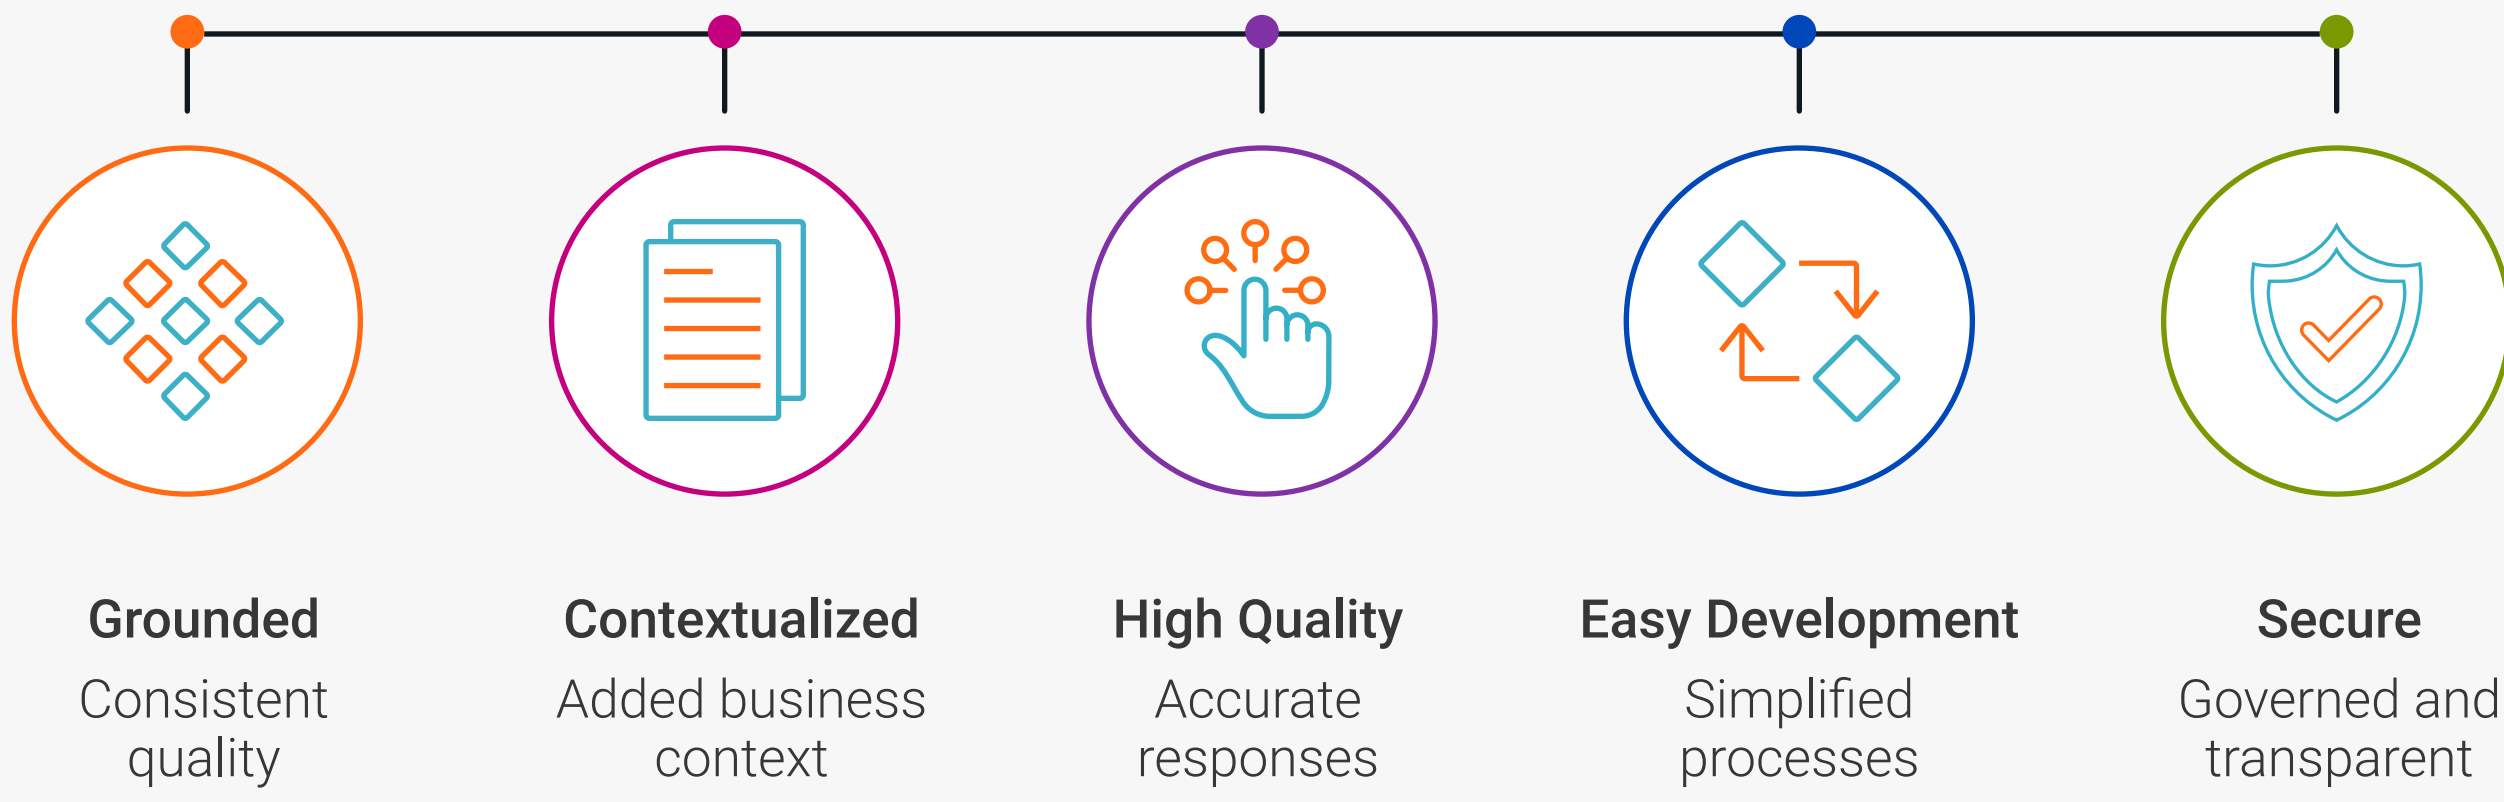 Grounded
Consistent
quality
Contextualized
Added business
context
High Quality
Accurate
responses
Easy Development
Simplified
processes
Secure
Governed and
transparent